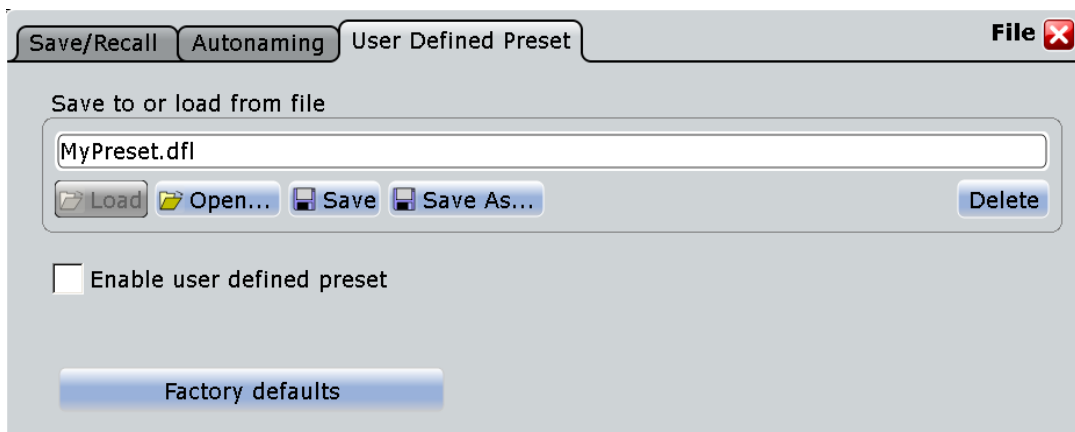 Save/Recall Autonaming User Defined Preset File
Save to or load from file
MyPreset.dfl
Load Open... Save Save As... Delete
Enable user defined preset
Factory defaults